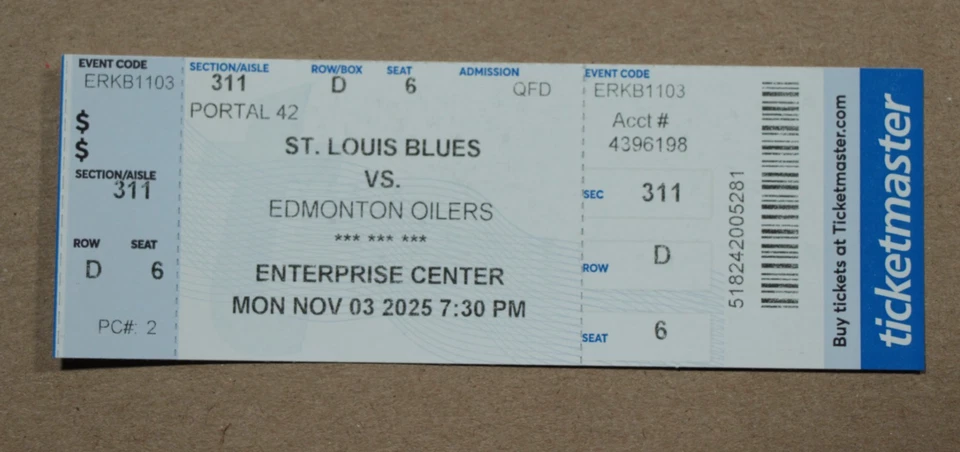 EVENT CODE
ERKB1103
$
$
SECTION/AISLE
311
ROW SEAT
D 6
PC#: 2
SECTION/AISLE ROW/BOX SEAT ADMISSION
311 D 6 QFD
PORTAL 42
ST. LOUIS BLUES
VS.
EDMONTON OILERS
*** *** ***
ENTERPRISE CENTER
MON NOV 03 2025 7:30 PM
EVENT CODE
ERKB1103
Acct #
4396198
SEC 311
ROW D
SEAT 6
518242005281
Buy tickets at Ticketmaster.com
ticketmaster